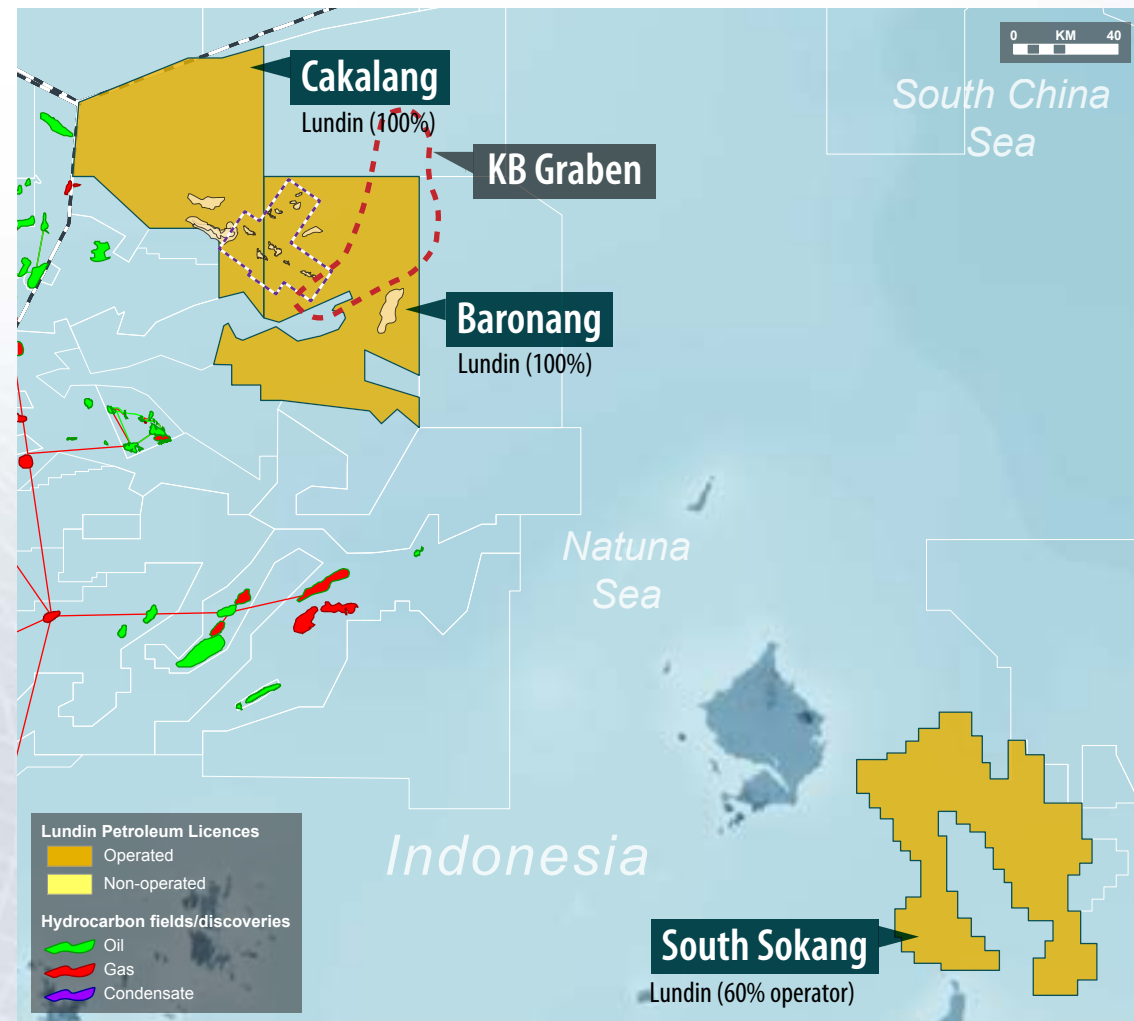 0 KM 40
Cakalang
Lundin (100%)
South China
Sea
KB Graben
Baronang
Lundin (100%)
Natuna
Sea
Indonesia
Lundin Petroleum Licences
Operated
Non-operated
Hydrocarbon fields/discoveries
Oil
Gas
Condensate
South Sokang
Lundin (60% operator)